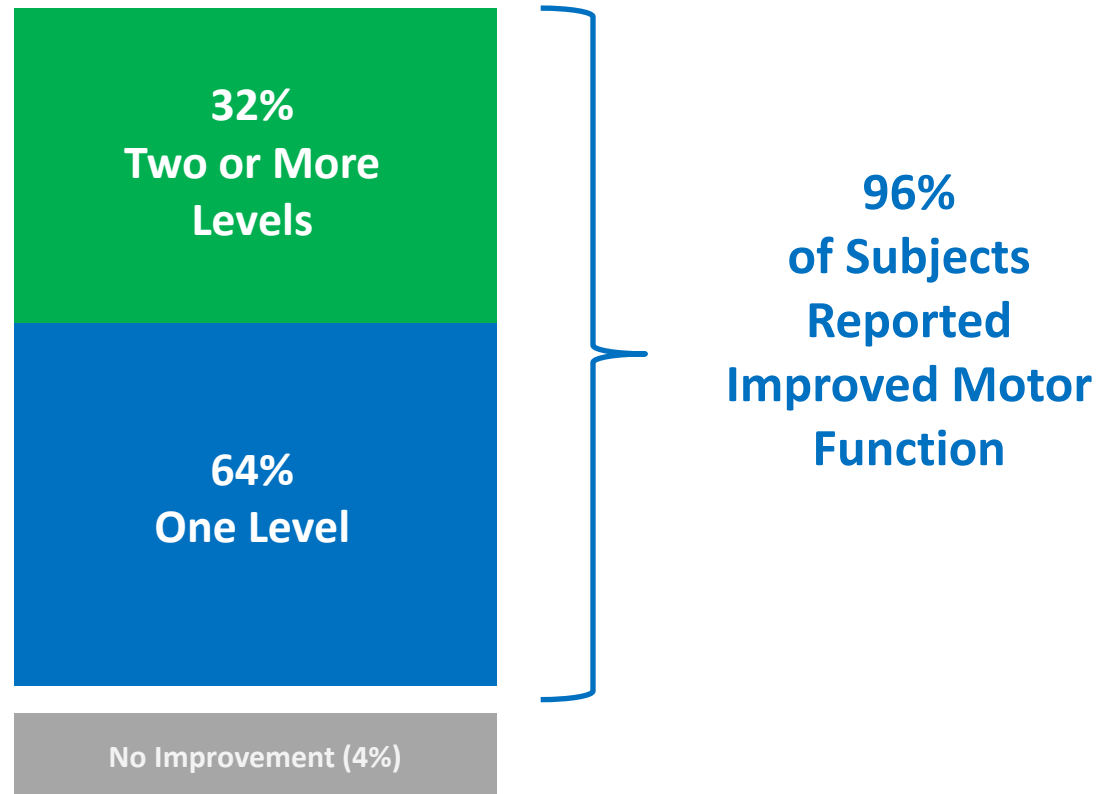 32%
Two or More
Levels
64%
One Level
No Improvement (4%)
96%
of Subjects
Reported
Improved Motor
Function